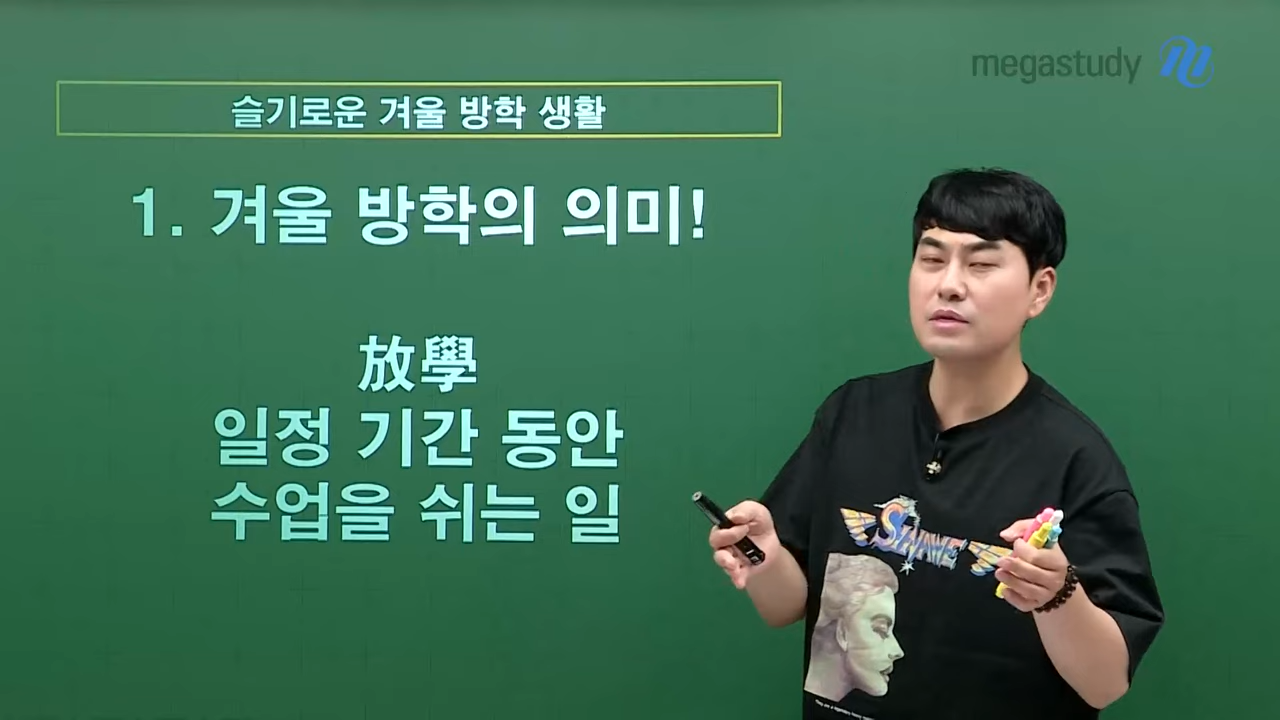 megastudy
슬기로운 겨울 방학 생활
1. 겨울 방학의 의미!
放學
일정 기간 동안
수업을 쉬는 일